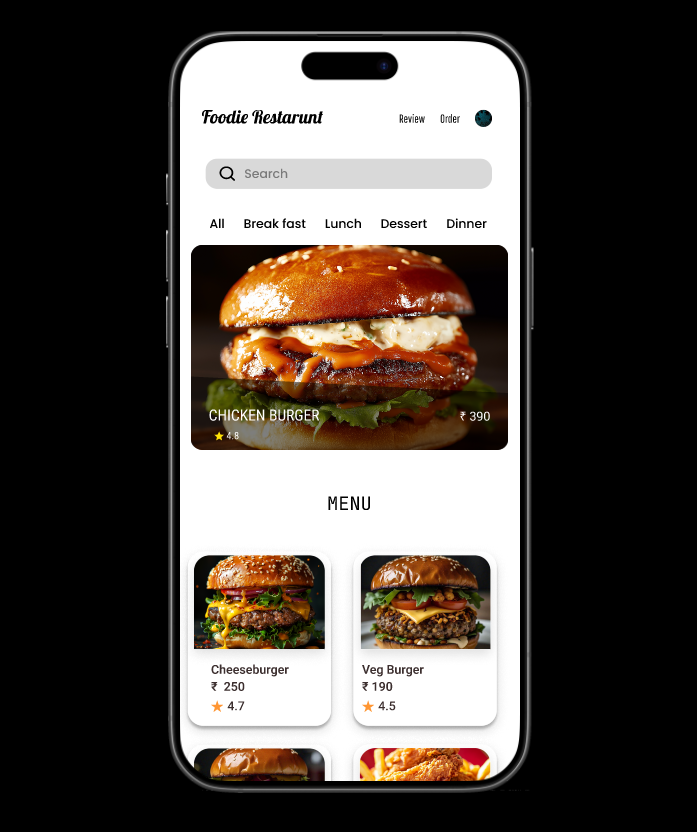 Foodie Restarunt
Review Order
Search
All Break fast Lunch Dessert Dinner
CHICKEN BURGER ₹ 390
4.8
MENU
Cheeseburger
₹ 250
4.7
Veg Burger
₹ 190
4.5